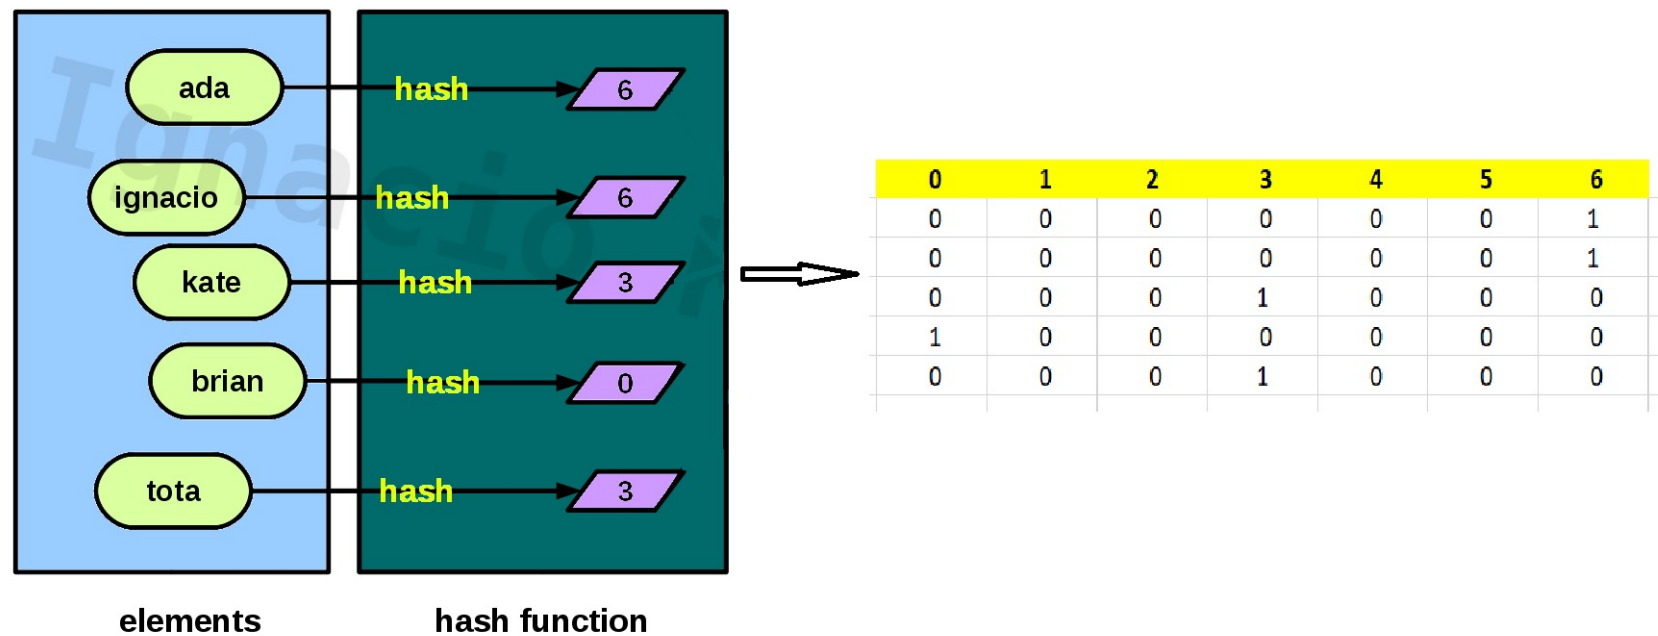 ada hash 6
ignacio hash 6
kate hash 3
brian hash 0
tota hash 3
elements hash function
0 1 2 3 4 5 6
0 0 0 0 0 0 1
0 0 0 0 0 0 1
0 0 0 1 0 0 0
1 0 0 0 0 0 0
0 0 0 1 0 0 0
Ignacio